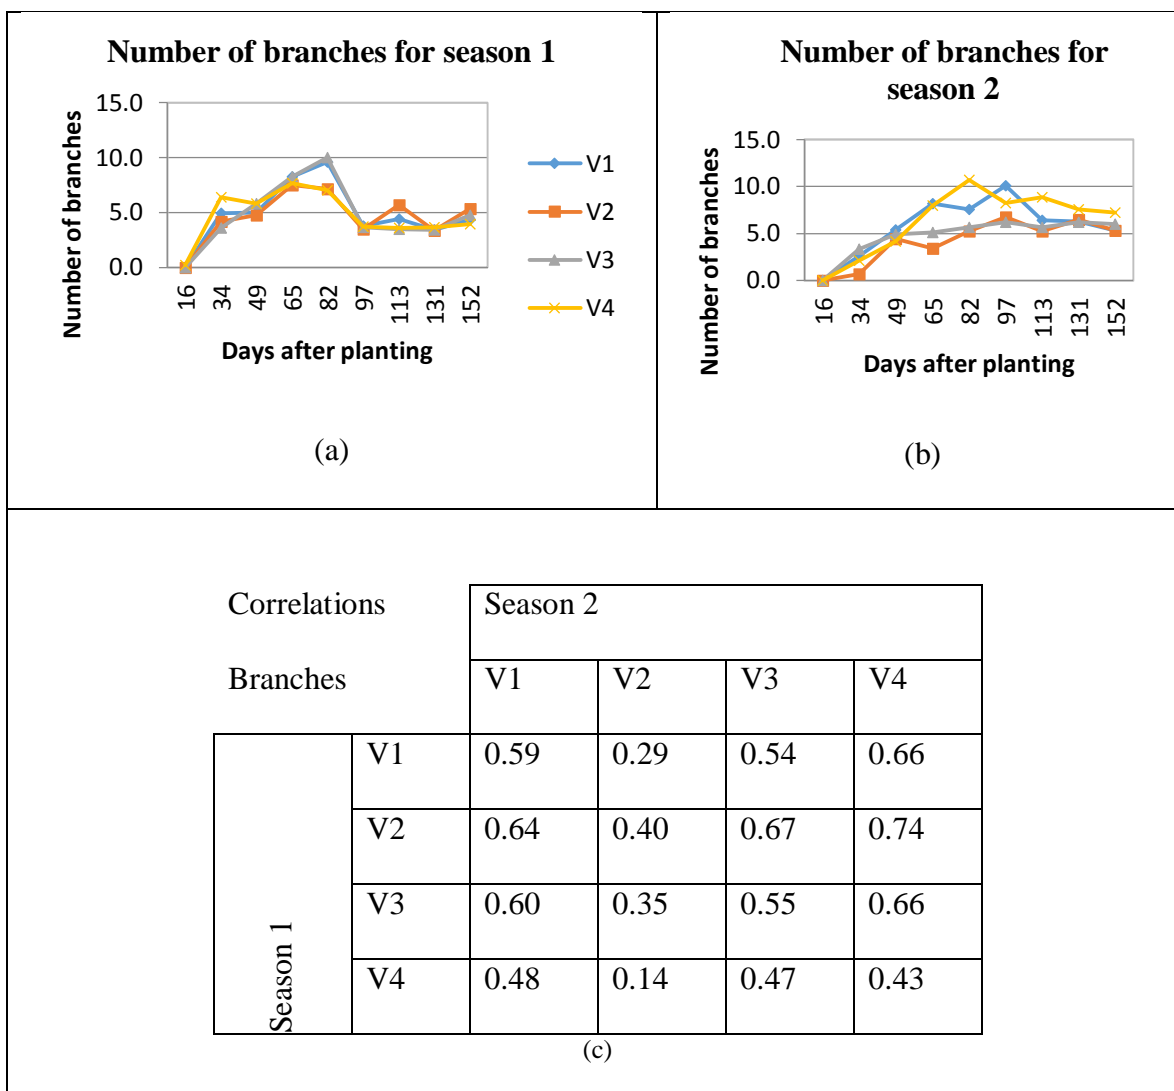 Number of branches for season 1
15.0
10.0
5.0
0.0
Number of branches
16 34 49 65 82 97 113 131 152
Days after planting
V1
V2
V3
V4
(a)
Number of branches for
season 2
15.0
10.0
5.0
0.0
Number of branches
16 34 49 65 82 97 113 131 152
Days after planting
(b)
Correlations Season 2
Branches V1 V2 V3 V4
Season 1
V1 0.59 0.29 0.54 0.66
V2 0.64 0.40 0.67 0.74
V3 0.60 0.35 0.55 0.66
V4 0.48 0.14 0.47 0.43
(c)